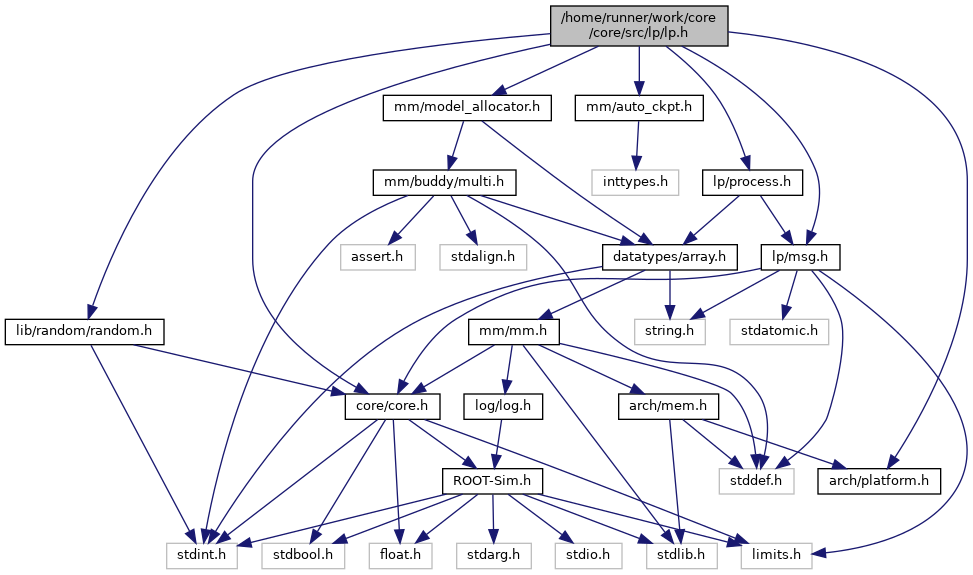 /home/runner/work/core
/core/src/lp/lp.h
mm/model_allocator.h
mm/auto_ckpt.h
mm/buddy/multi.h
inttypes.h
lp/process.h
assert.h
stdalign.h
datatypes/array.h
lp/msg.h
lib/random/random.h
mm/mm.h
string.h
stdatomic.h
core/core.h
log/log.h
arch/mem.h
ROOT-Sim.h
stddef.h
arch/platform.h
stdint.h
stdbool.h
float.h
stdarg.h
stdio.h
stdlib.h
limits.h